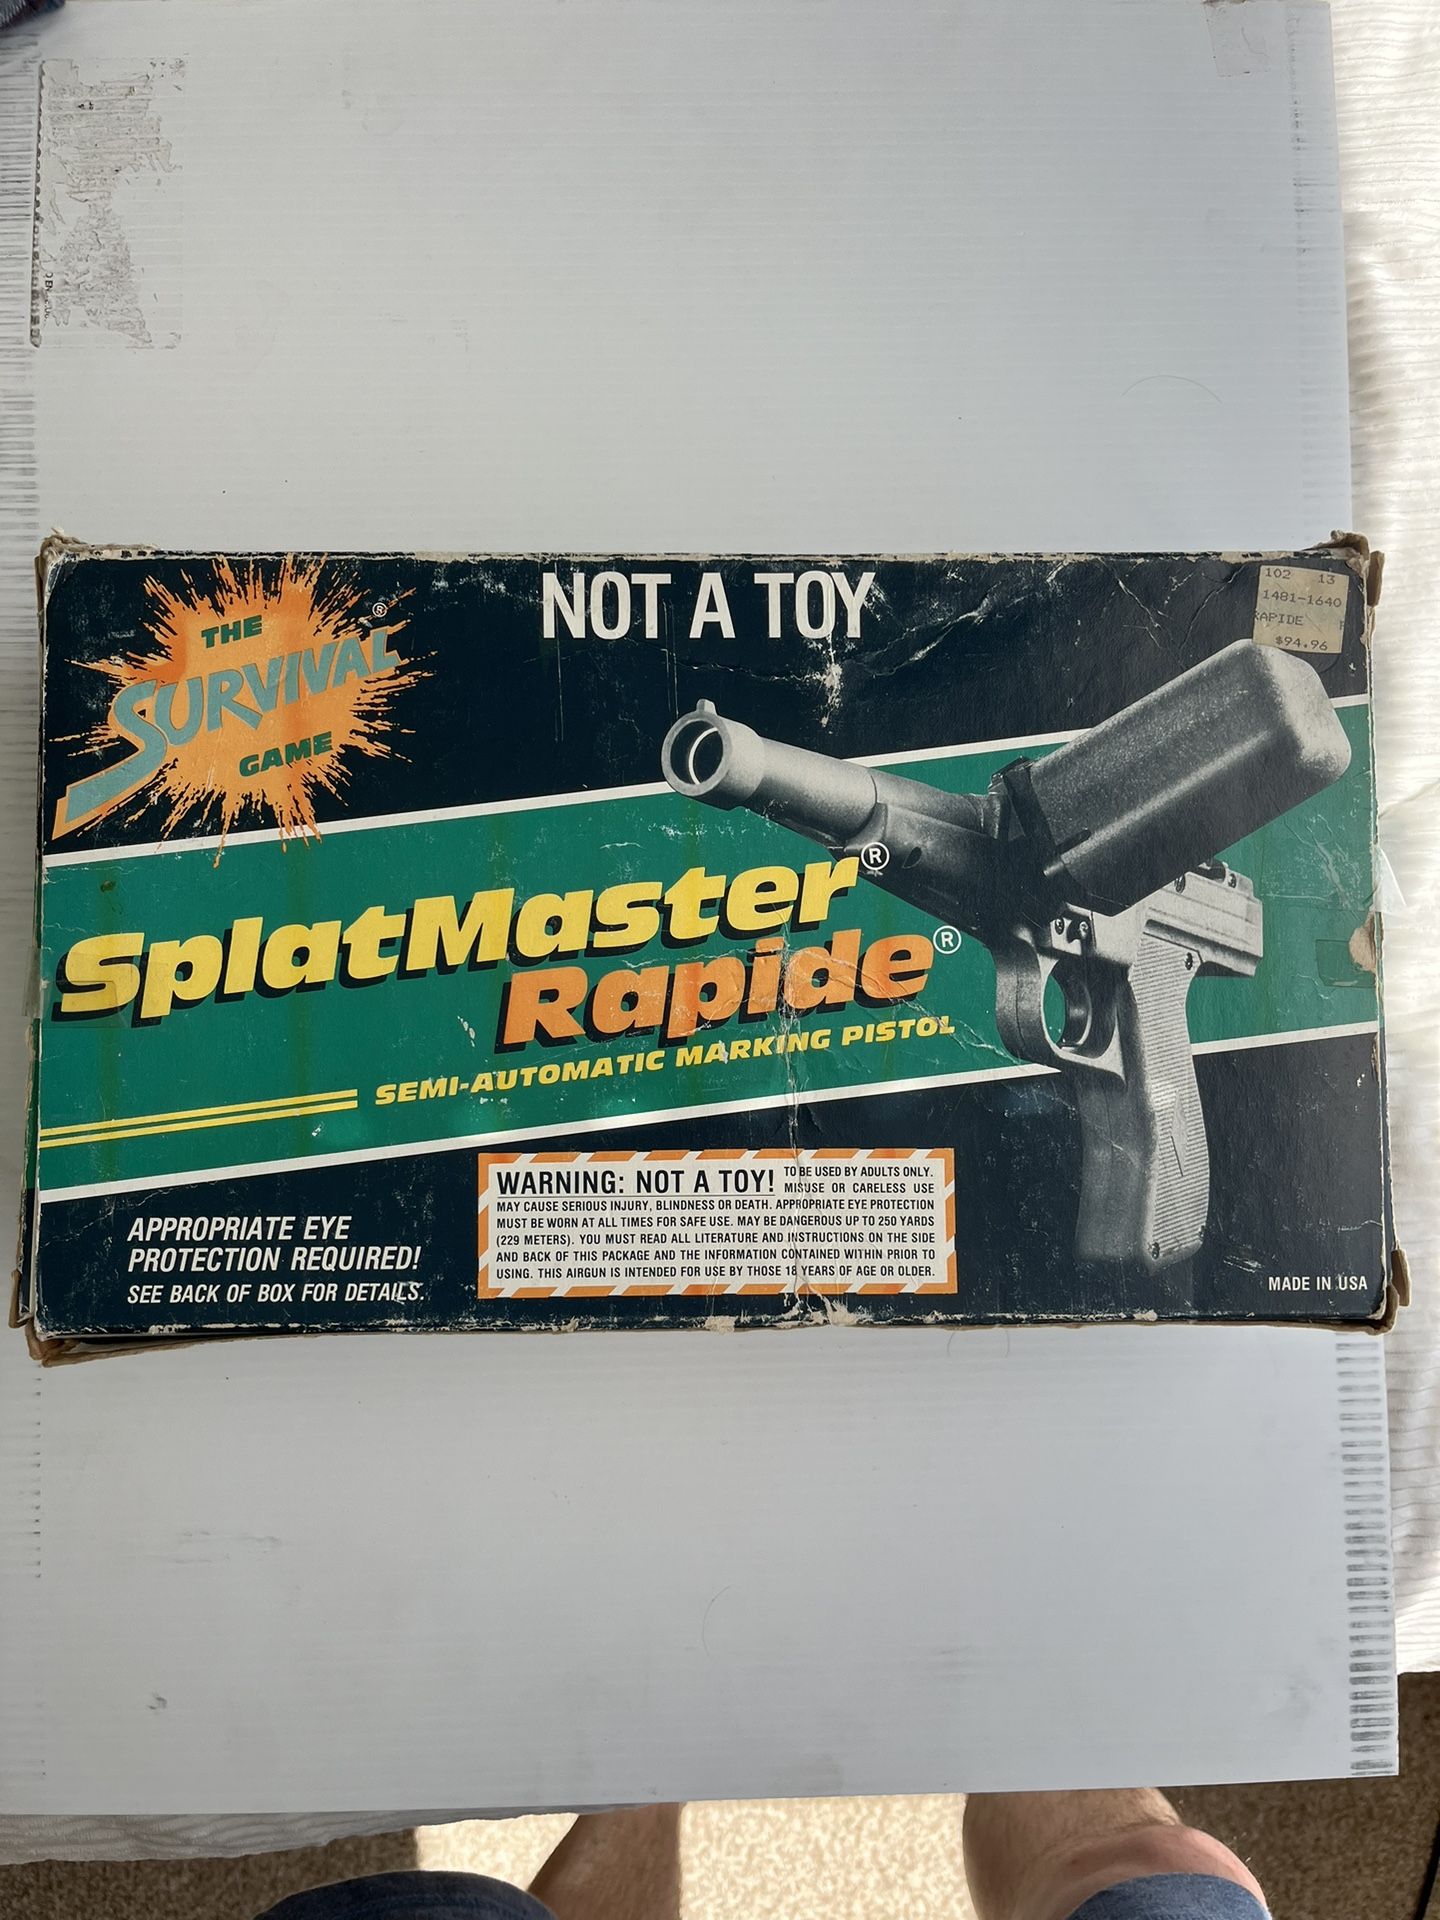 NOT A TOY
THE
SURVIVAL®
GAME
102 13
1481-1640
RAPIDE
$94.96
SplatMaster®
Rapide®
SEMI-AUTOMATIC MARKING PISTOL
APPROPRIATE EYE
PROTECTION REQUIRED!
SEE BACK OF BOX FOR DETAILS.
WARNING: NOT A TOY! TO BE USED BY ADULTS ONLY.
MISUSE OR CARELESS USE
MAY CAUSE SERIOUS INJURY, BLINDNESS OR DEATH. APPROPRIATE EYE PROTECTION
MUST BE WORN AT ALL TIMES FOR SAFE USE. MAY BE DANGEROUS UP TO 250 YARDS
(229 METERS). YOU MUST READ ALL LITERATURE AND INSTRUCTIONS ON THE SIDE
AND BACK OF THIS PACKAGE AND THE INFORMATION CONTAINED WITHIN PRIOR TO
USING. THIS AIRGUN IS INTENDED FOR USE BY THOSE 18 YEARS OF AGE OR OLDER.
MADE IN USA